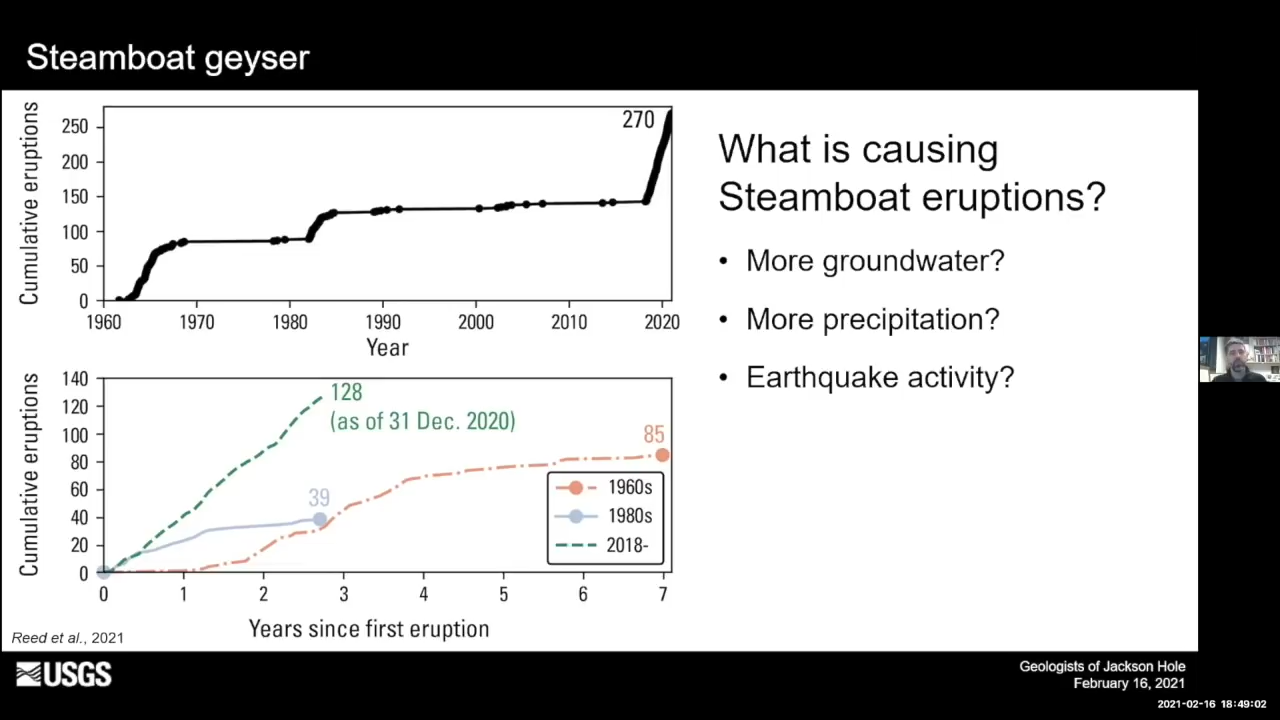 Steamboat geyser
Cumulative eruptions
250
200
150
100
50
0
270
1960
1970
1980
1990
2000
2010
2020
Year
Cumulative eruptions
140
120
100
80
60
40
20
0
128
(as of 31 Dec. 2020)
85
39
1960s
1980s
2018-
0
1
2
3
4
5
6
7
Years since first eruption
Reed et al., 2021
What is causing
Steamboat eruptions?
• More groundwater?
• More precipitation?
• Earthquake activity?
USGS
Geologists of Jackson Hole
February 16, 2021
2021-02-16 18:49:02